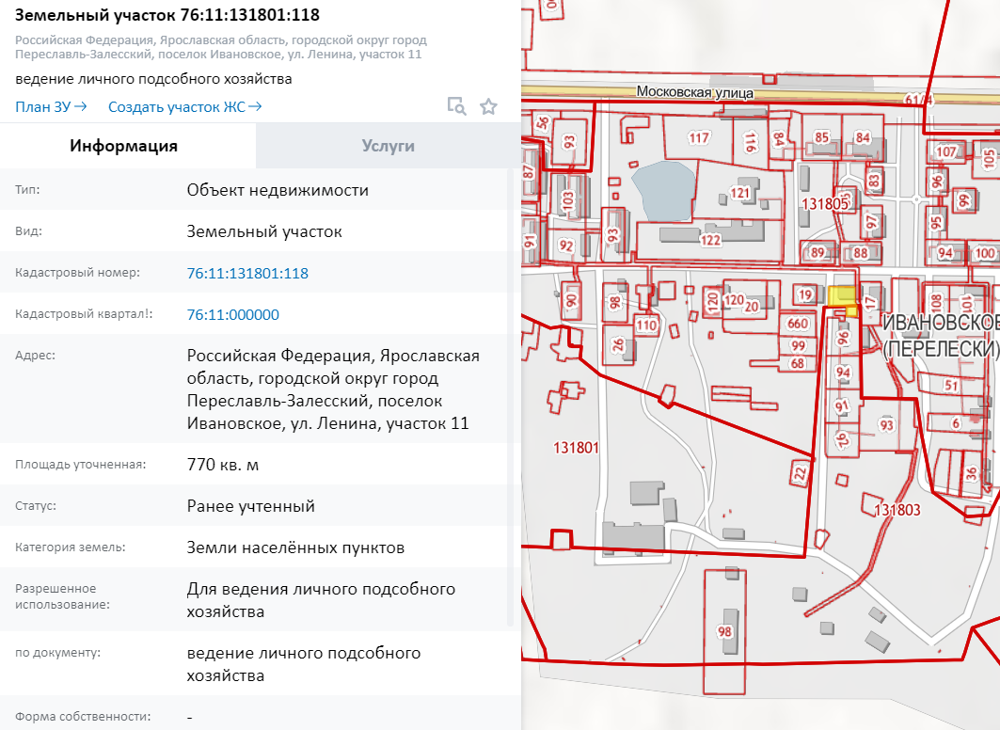 Земельный участок 76:11:131801:118
Российская Федерация, Ярославская область, городской округ город
Переславль-Залесский, поселок Ивановское, ул. Ленина, участок 11
ведение личного подсобного хозяйства
План ЗУ → Создать участок ЖС →
Информация Услуги
Тип: Объект недвижимости
Вид: Земельный участок
Кадастровый номер: 76:11:131801:118
Кадастровый квартал!: 76:11:000000
Адрес: Российская Федерация, Ярославская
область, городской округ город
Переславль-Залесский, поселок
Ивановское, ул. Ленина, участок 11
Площадь уточненная: 770 кв. м
Статус: Ранее учтенный
Категория земель: Земли населённых пунктов
Разрешенное
использование:
Для ведения личного подсобного
хозяйства
по документу: ведение личного подсобного
хозяйства
Форма собственности: -
Московская улица
61/4
56
93
117
116
84
85
84
107
105
87
103
121
131805
83
96
99
91
92
93
122
97
95
89
88
94
100
90
98
120
120
20
19
17
108
101
110
660
96
ИВАНОВСКОЕ
(ПЕРЕЛЕСКИ)
26
99
68
94
51
91
93
6
131801
26
22
36
131803
98